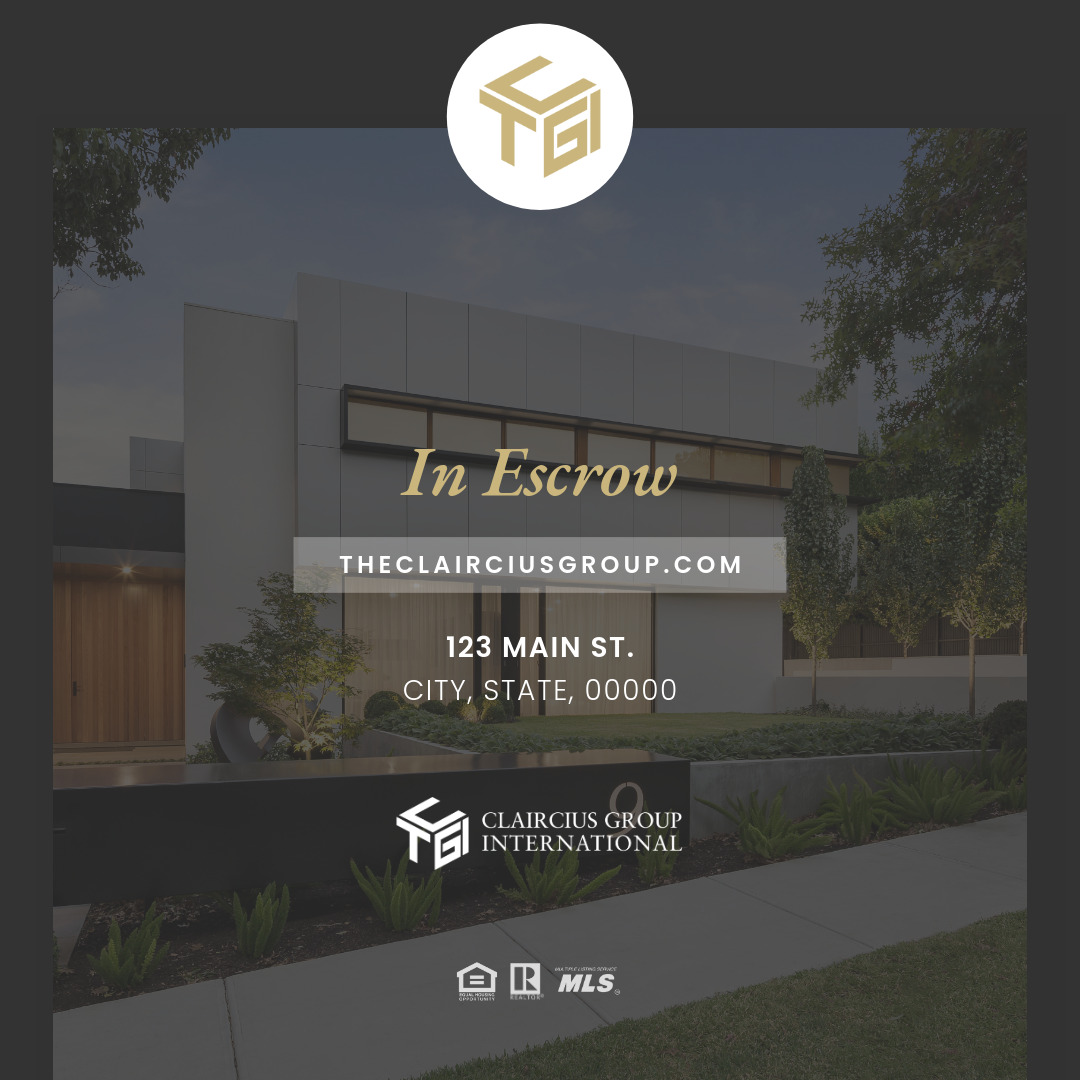 CTGI
In Escrow
THECLAIRCIUSGROUP.COM
123 MAIN ST.
CITY, STATE, 00000
9
CTGI CLAIRCIUS GROUP
INTERNATIONAL
EQUAL HOUSING
OPPORTUNITY
R
REALTOR®
MULTIPLE LISTING SERVICE
MLS